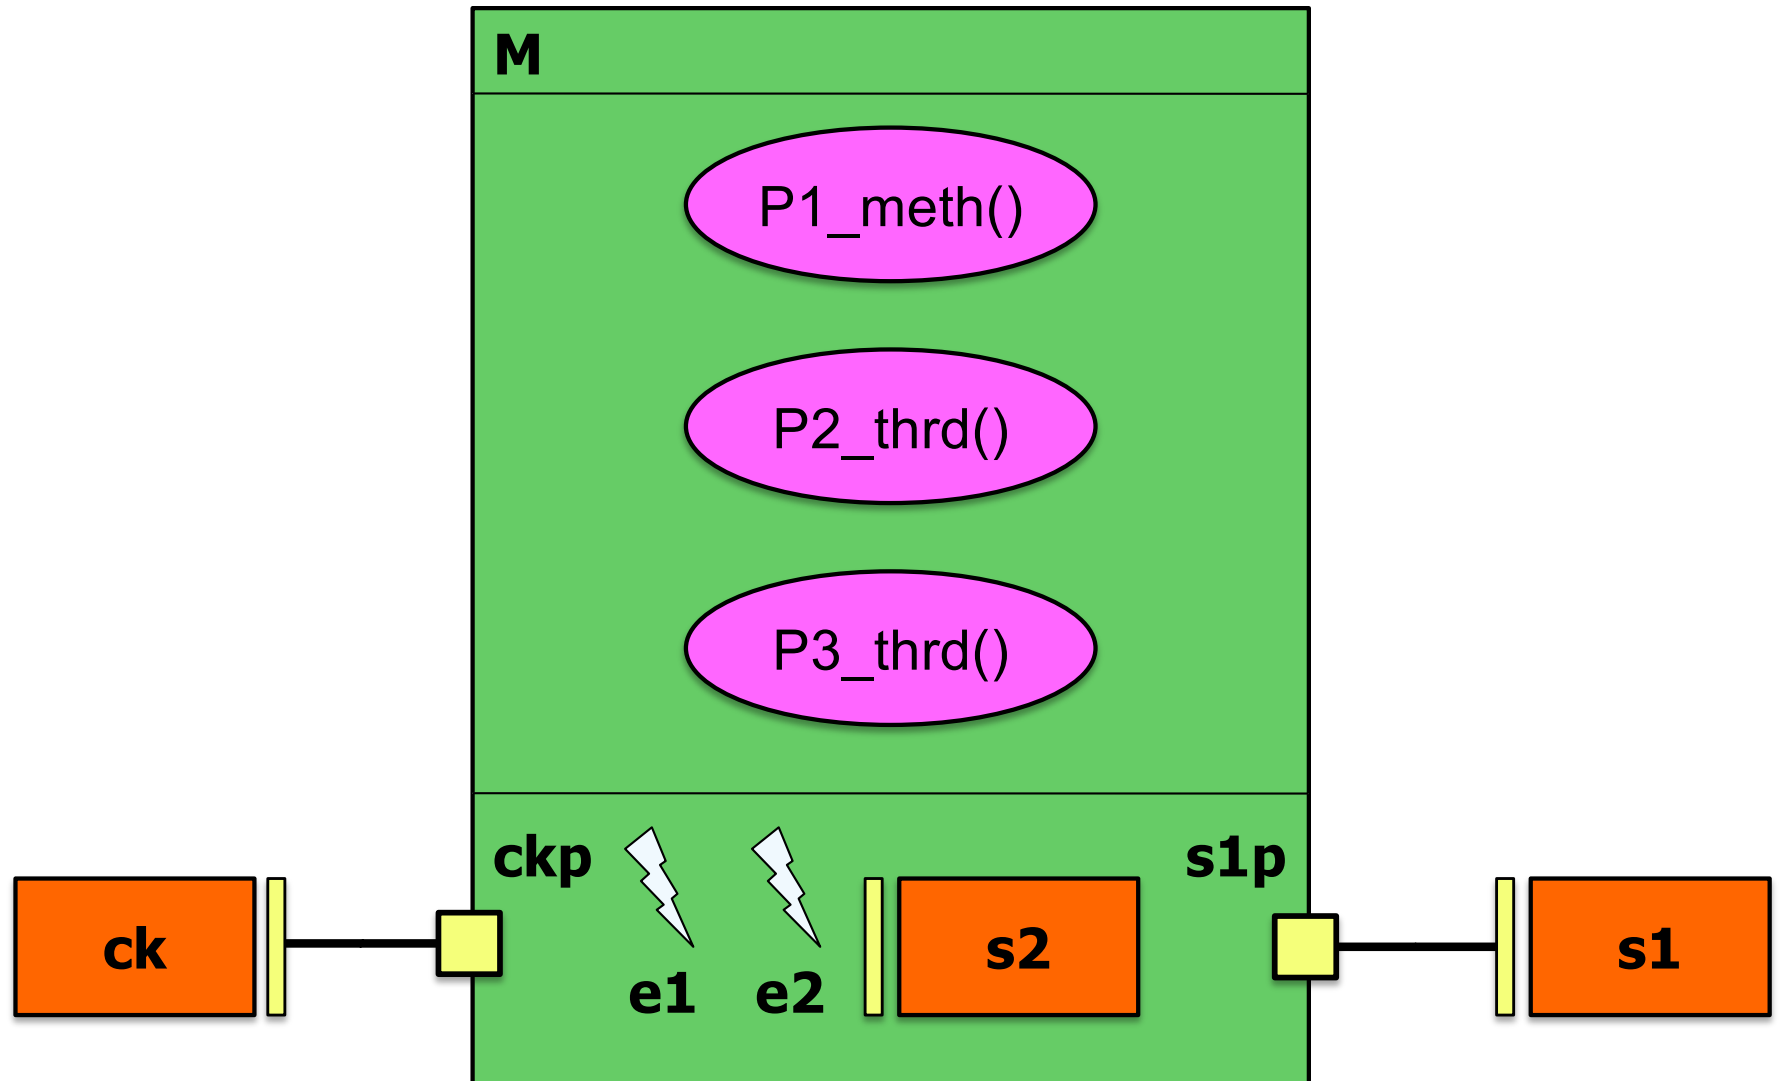 M
P1_meth()
P2_thrd()
P3_thrd()
ckp
s1p
ck
s2
s1
e1
e2